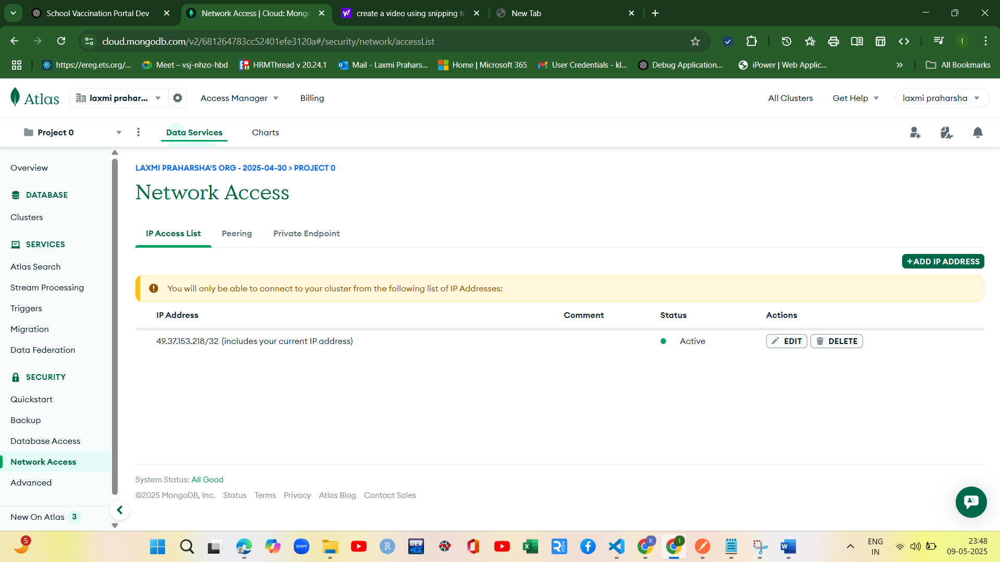 School Vaccination Portal Dev
Network Access | Cloud: Mongo
create a video using snipping to
New Tab
cloud.mongodb.com/v2/681264783cc52401efe3120a#/security/network/accessList
I
https://ereg.ets.org/...
Meet – vsj-nhzo-hbd
HRMThread v 20.24.1
Mail - Laxmi Prahars...
Home | Microsoft 365
User Credentials - kl...
Debug Application...
iPower | Web Applic...
All Bookmarks
Atlas
laxmi prahar...
Access Manager
Billing
All Clusters
Get Help
laxmi praharsha
Project 0
Data Services
Charts
Overview
DATABASE
Clusters
SERVICES
Atlas Search
Stream Processing
Triggers
Migration
Data Federation
SECURITY
Quickstart
Backup
Database Access
Network Access
Advanced
New On Atlas 3
LAXMI PRAHARSHA'S ORG - 2025-04-30 > PROJECT 0
Network Access
IP Access List
Peering
Private Endpoint
+ADD IP ADDRESS
You will only be able to connect to your cluster from the following list of IP Addresses:
IP Address
Comment
Status
Actions
49.37.153.218/32 (includes your current IP address)
Active
EDIT
DELETE
System Status: All Good
©2025 MongoDB, Inc. Status Terms Privacy Atlas Blog Contact Sales
5
zoom
R
DEV
C++
K
I
W
ENG
IN
23:48
09-05-2025